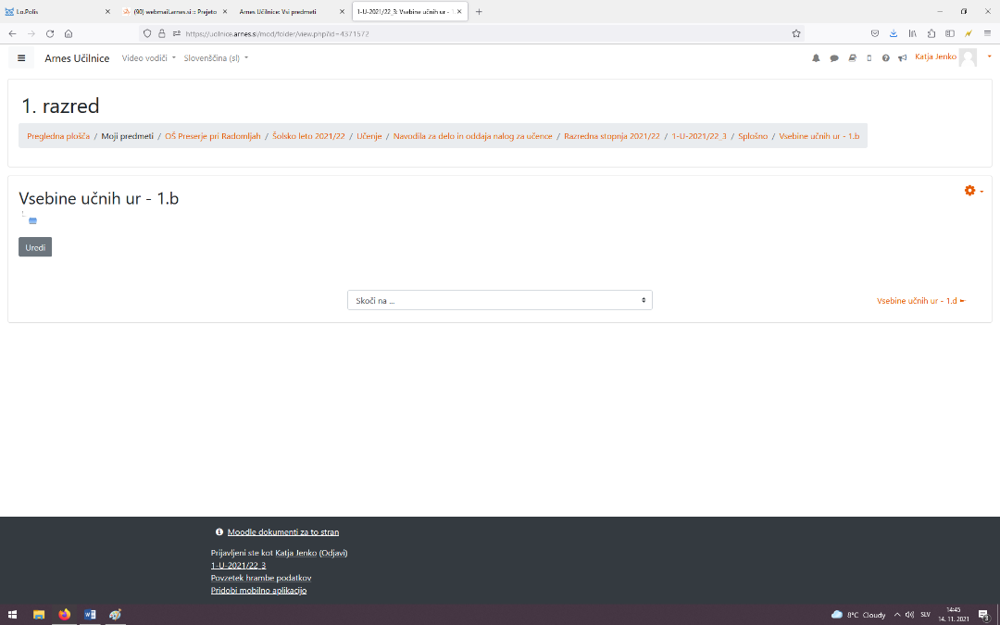 Lo.Polis
(90) webmail.arnes.si :: Prejeto
Arnes Učilnice: Vsi predmeti
1-U-2021/22_3: Vsebine učnih ur - 1
https://ucilnice.arnes.si/mod/folder/view.php?id=4371572
Arnes Učilnice
Video vodiči
Slovenščina (sl)
Katja Jenko
1. razred
Pregledna plošča / Moji predmeti / OŠ Preserje pri Radomljah / Šolsko leto 2021/22 / Učenje / Navodila za delo in oddaja nalog za učence / Razredna stopnja 2021/22 / 1-U-2021/22_3 / Splošno / Vsebine učnih ur - 1.b
Vsebine učnih ur - 1.b
Uredi
Skoči na ...
Vsebine učnih ur - 1.d
Moodle dokumenti za to stran
Prijavljeni ste kot Katja Jenko (Odjavi)
1-U-2021/22_3
Povzetek hrambe podatkov
Pridobi mobilno aplikacijo
8°C Cloudy
SLV
14:45
14. 11. 2021
3